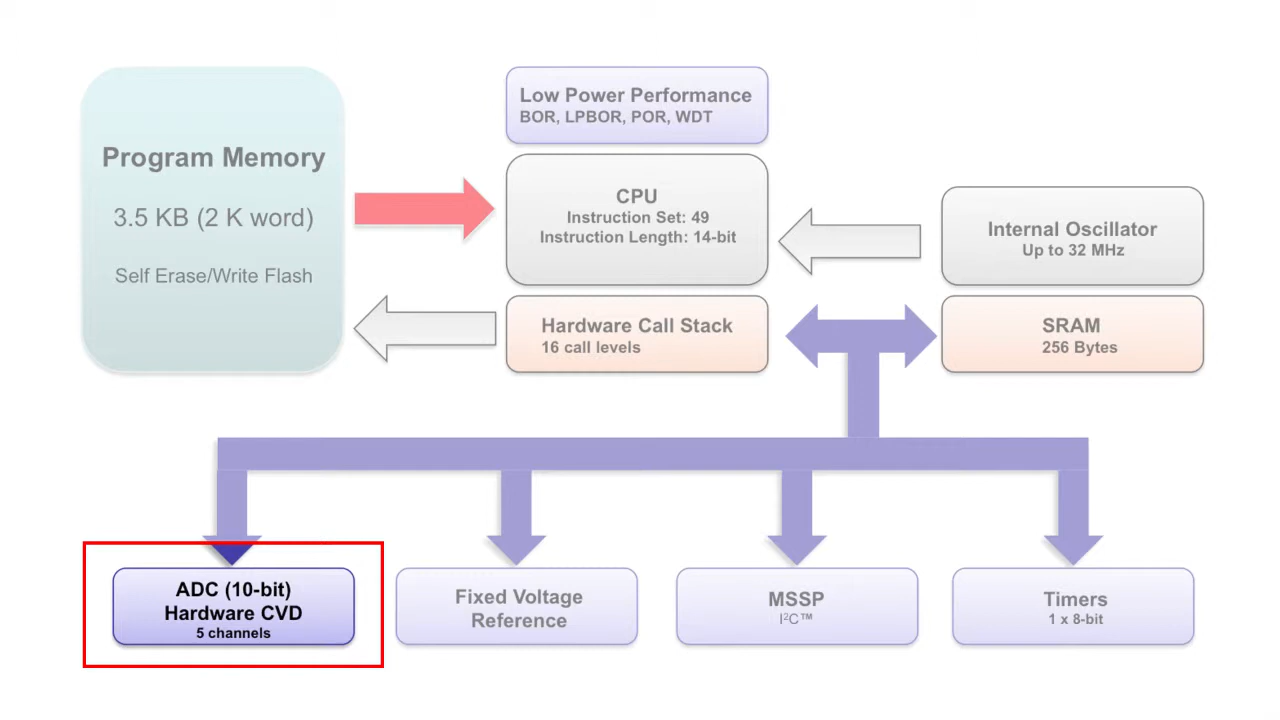 Program Memory
3.5 KB (2 K word)
Self Erase/Write Flash
Low Power Performance
BOR, LPBOR, POR, WDT
CPU
Instruction Set: 49
Instruction Length: 14-bit
Internal Oscillator
Up to 32 MHz
Hardware Call Stack
16 call levels
SRAM
256 Bytes
ADC (10-bit)
Hardware CVD
5 channels
Fixed Voltage
Reference
MSSP
I²C™
Timers
1 x 8-bit